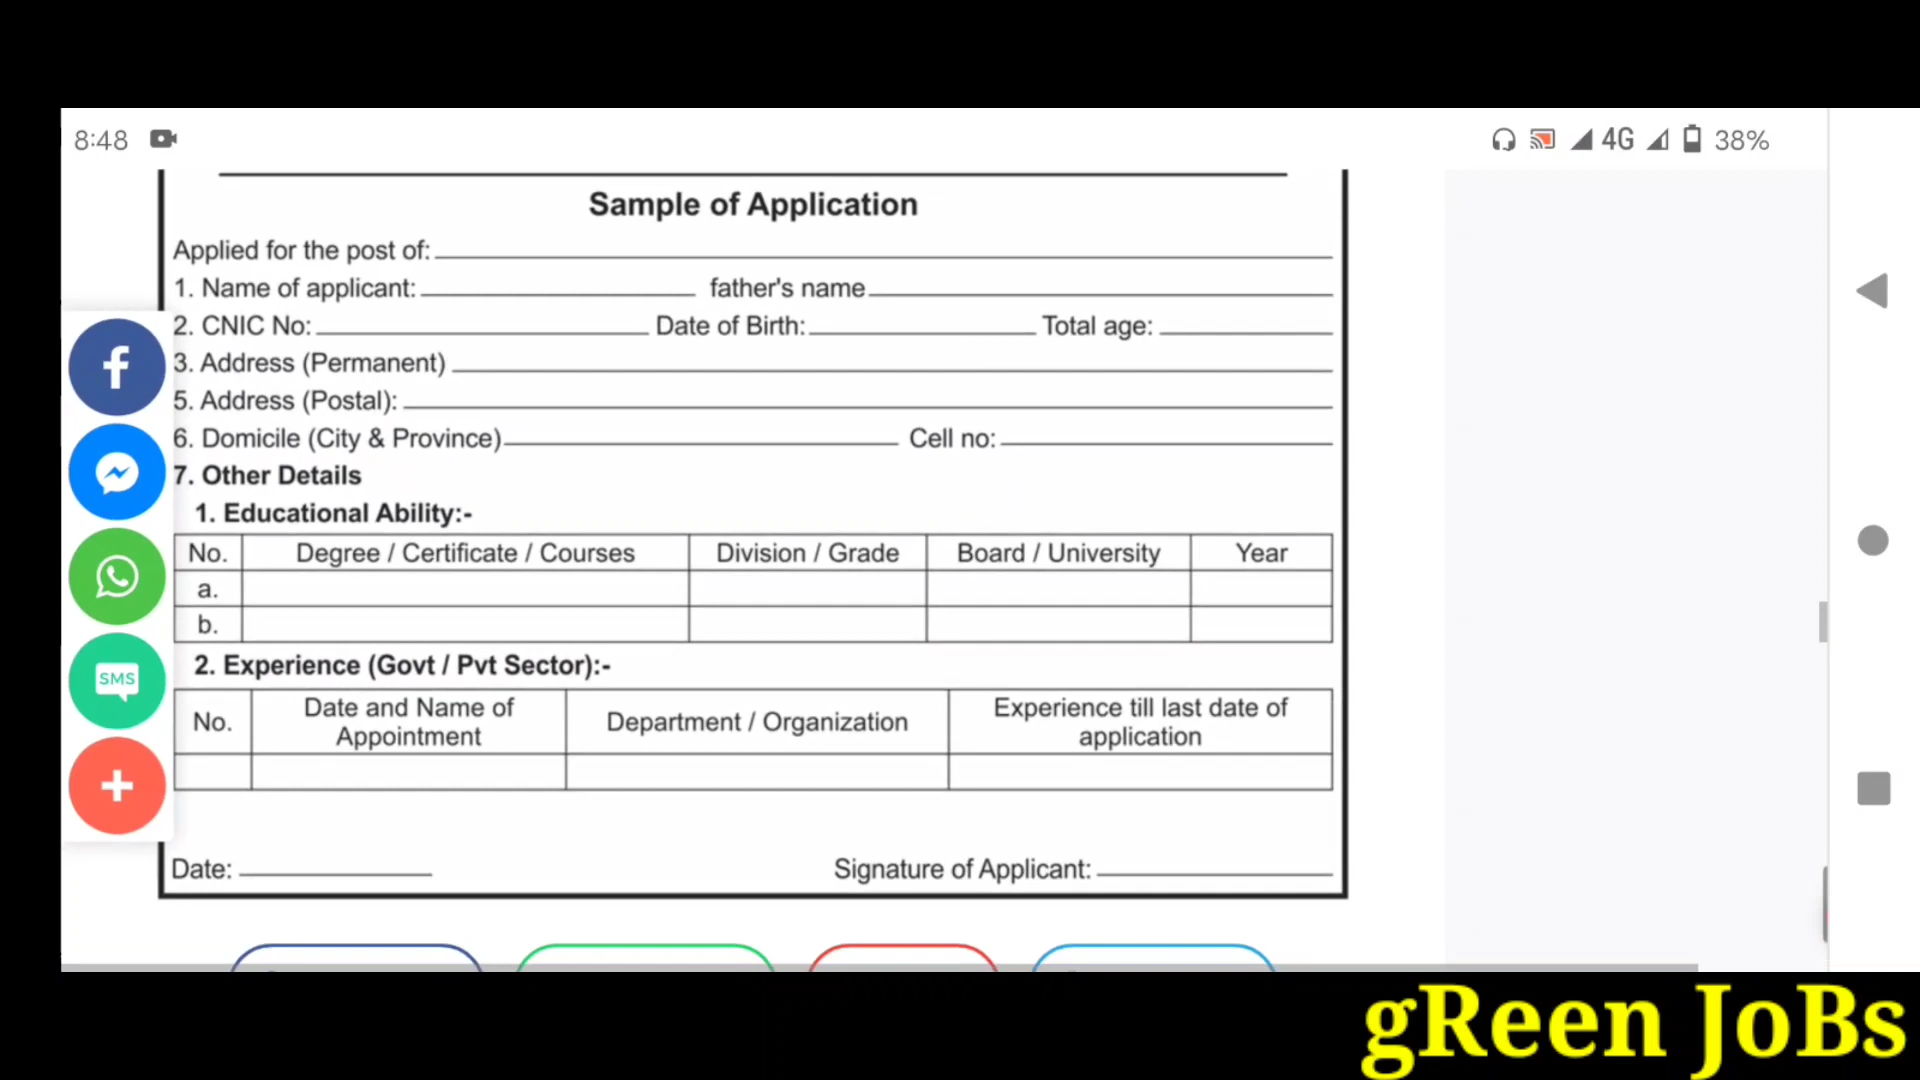 8:48 4G 38%
Sample of Application
Applied for the post of:
1. Name of applicant: father's name
2. CNIC No: Date of Birth: Total age:
3. Address (Permanent)
5. Address (Postal):
6. Domicile (City & Province) Cell no:
7. Other Details
1. Educational Ability:-
No. Degree / Certificate / Courses Division / Grade Board / University Year
a.
b.
2. Experience (Govt / Pvt Sector):-
No. Date and Name of Appointment Department / Organization Experience till last date of application
SMS
Date: Signature of Applicant:
gReen JoBs